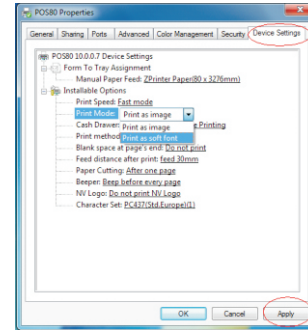 POS80 Properties
General Sharing Ports Advanced Color Management Security Device Settings
POS80 10.0.0.7 Device Settings
Form To Tray Assignment
Manual Paper Feed: ZPrinter Paper(80 x 3276mm)
Installable Options
Print Speed: Fast mode
Print Mode: Print as image
Cash Drawer: Print as image e Printing
Print method Print as soft font
Blank space at page's end: Do not print
Feed distance after print: feed 30mm
Paper Cutting: After one page
Beeper: Beep before every page
NV Logo: Do not print NV Logo
Character Set: PC437(Std.Europe)(1)
OK Cancel Apply